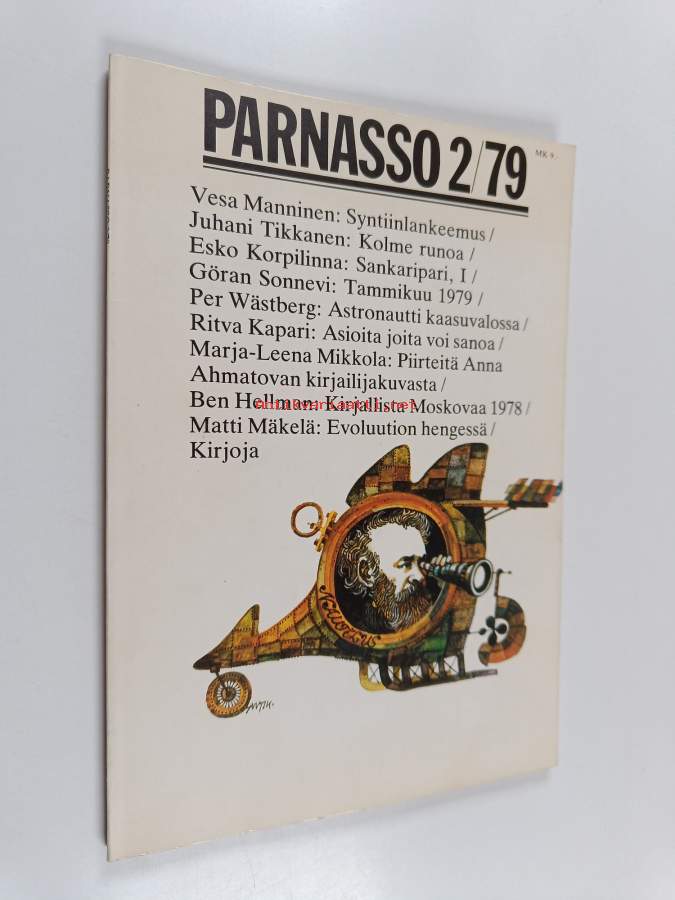 PARNASSO 2/79
MK 9,-
Vesa Manninen: Syntiinlankeemus /
Juhani Tikkanen: Kolme runoa /
Esko Korpilinna: Sankaripari, I /
Göran Sonnevi: Tammikuu 1979 /
Per Wästberg: Astronautti kaasuvalossa /
Ritva Kapari: Asioita joita voi sanoa /
Marja-Leena Mikkola: Piirteitä Anna
Ahmatovan kirjailijakuvasta /
Ben Hellman: Kirjallista Moskovaa 1978 /
antikvariaatti.net
Matti Mäkelä: Evoluution hengessä /
Kirjoja